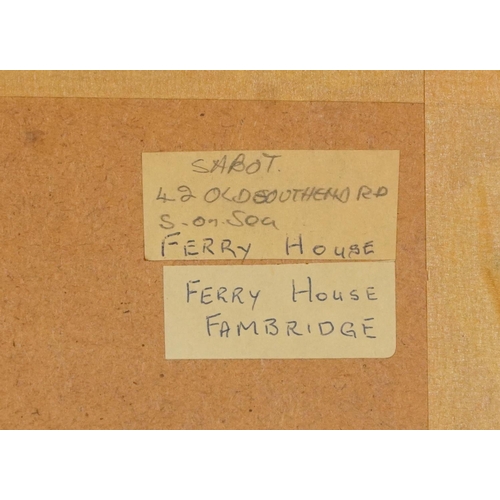 SABOT.
42 OLD SOUTHEND RD
S-on-Sea
FERRY HOUSE
FERRY HOUSE
FAMBRIDGE